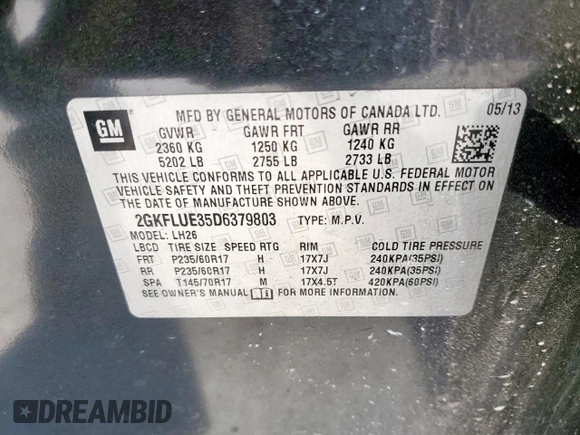 GM
MFD BY GENERAL MOTORS OF CANADA LTD. 05/13
GVWR GAWR FRT GAWR RR
2360 KG 1250 KG 1240 KG
5202 LB 2755 LB 2733 LB
THIS VEHICLE CONFORMS TO ALL APPLICABLE U.S. FEDERAL MOTOR
VEHICLE SAFETY AND THEFT PREVENTION STANDARDS IN EFFECT ON
THE DATE OF MANUFACTURE SHOWN ABOVE.
2GKFLUE35D6379803 TYPE: M.P.V.
MODEL: LH26
LBCD TIRE SIZE SPEED RTG RIM COLD TIRE PRESSURE
FRT P235/60R17 H 17X7J 240KPA(35PSI)
RR P235/60R17 H 17X7J 240KPA(35PSI)
SPA T145/70R17 M 17X4.5T 420KPA(60PSI)
SEE OWNER'S MANUAL FOR MORE INFORMATION.
DREAMBID